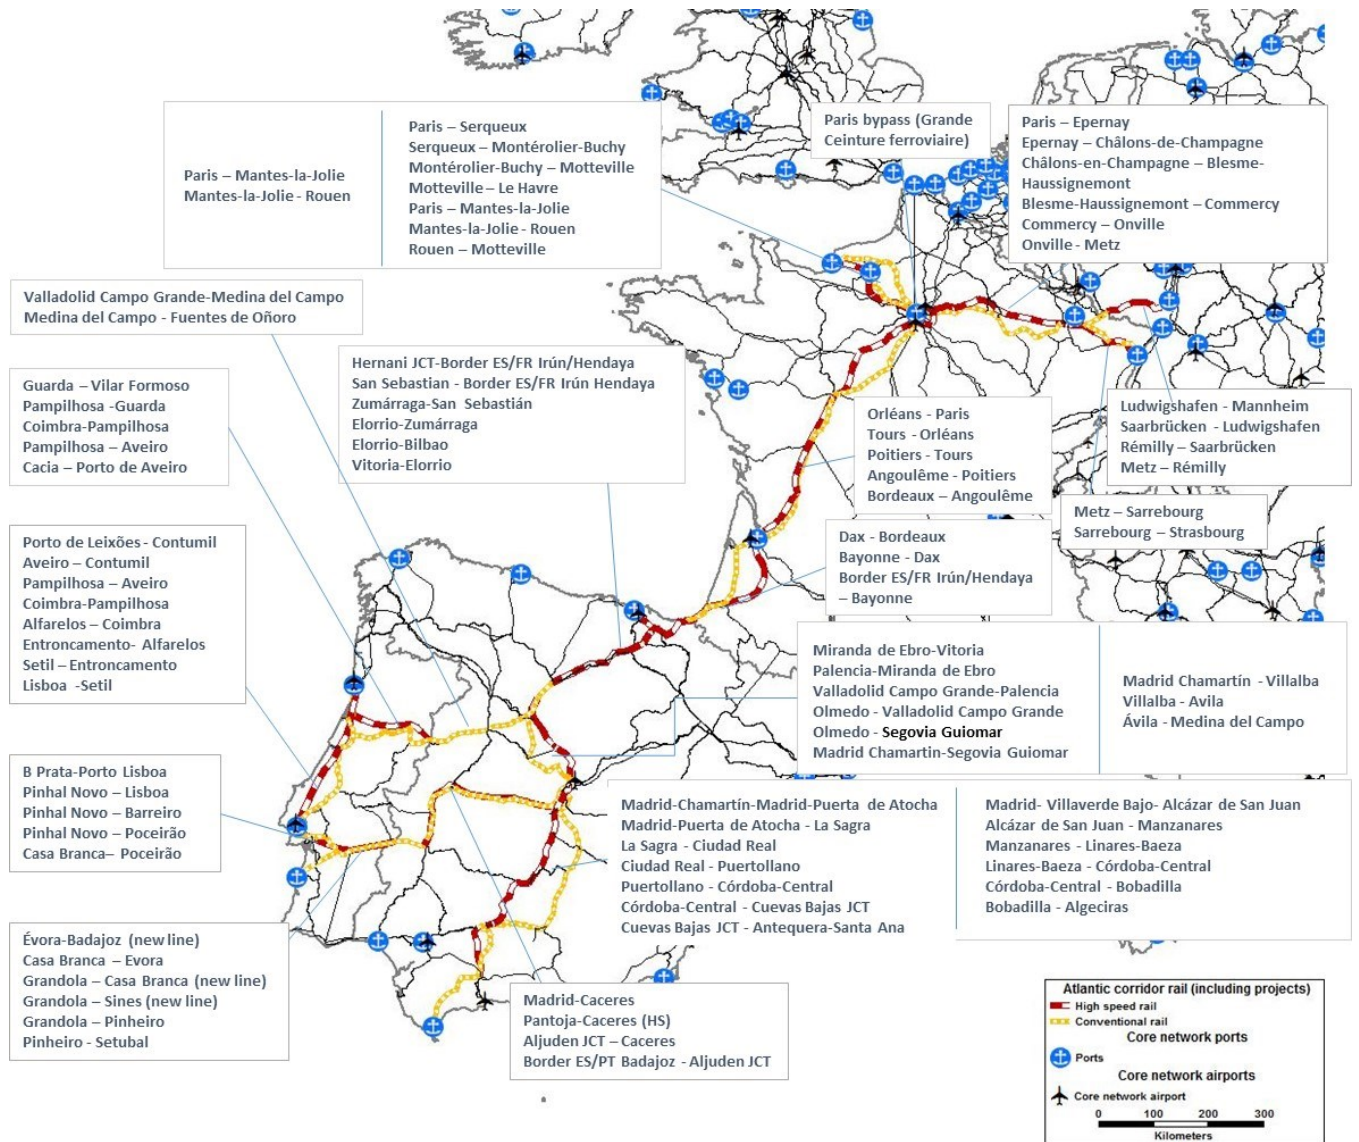 Paris – Mantes-la-Jolie
Mantes-la-Jolie - Rouen
Paris – Serqueux
Serqueux – Montérolier-Buchy
Montérolier-Buchy – Motteville
Motteville – Le Havre
Paris – Mantes-la-Jolie
Mantes-la-Jolie - Rouen
Rouen – Motteville
Paris bypass (Grande
Ceinture ferroviaire)
Paris – Epernay
Epernay – Châlons-de-Champagne
Châlons-en-Champagne – Blesme-
Haussignemont
Blesme-Haussignemont – Commercy
Commercy – Onville
Onville - Metz
Valladolid Campo Grande-Medina del Campo
Medina del Campo - Fuentes de Oñoro
Hernani JCT-Border ES/FR Irún/Hendaya
San Sebastian - Border ES/FR Irún Hendaya
Zumárraga-San Sebastián
Elorrio-Zumárraga
Elorrio-Bilbao
Vitoria-Elorrio
Guarda – Vilar Formoso
Pampilhosa -Guarda
Coimbra-Pampilhosa
Pampilhosa – Aveiro
Cacia – Porto de Aveiro
Orléans - Paris
Tours - Orléans
Poitiers - Tours
Angoulême - Poitiers
Bordeaux – Angoulême
Ludwigshafen - Mannheim
Saarbrücken - Ludwigshafen
Rémilly – Saarbrücken
Metz – Rémilly
Metz – Sarrebourg
Sarrebourg – Strasbourg
Dax - Bordeaux
Bayonne - Dax
Border ES/FR Irún/Hendaya
– Bayonne
Porto de Leixões - Contumil
Aveiro – Contumil
Pampilhosa – Aveiro
Coimbra-Pampilhosa
Alfarelos – Coimbra
Entroncamento- Alfarelos
Setil – Entroncamento
Lisboa -Setil
Miranda de Ebro-Vitoria
Palencia-Miranda de Ebro
Valladolid Campo Grande-Palencia
Olmedo - Valladolid Campo Grande
Olmedo - Segovia Guiomar
Madrid Chamartin-Segovia Guiomar
Madrid Chamartín - Villalba
Villalba - Avila
Ávila - Medina del Campo
B Prata-Porto Lisboa
Pinhal Novo – Lisboa
Pinhal Novo – Barreiro
Pinhal Novo – Poceirão
Casa Branca– Poceirão
Madrid-Chamartín-Madrid-Puerta de Atocha
Madrid-Puerta de Atocha - La Sagra
La Sagra - Ciudad Real
Ciudad Real - Puertollano
Puertollano - Córdoba-Central
Córdoba-Central - Cuevas Bajas JCT
Cuevas Bajas JCT - Antequera-Santa Ana
Madrid- Villaverde Bajo- Alcázar de San Juan
Alcázar de San Juan - Manzanares
Manzanares - Linares-Baeza
Linares-Baeza - Córdoba-Central
Córdoba-Central - Bobadilla
Bobadilla - Algeciras
Évora-Badajoz (new line)
Casa Branca – Evora
Grandola – Casa Branca (new line)
Grandola – Sines (new line)
Grandola – Pinheiro
Pinheiro - Setubal
Madrid-Caceres
Pantoja-Caceres (HS)
Aljuden JCT – Caceres
Border ES/PT Badajoz - Aljuden JCT
Atlantic corridor rail (including projects)
High speed rail
Conventional rail
Core network ports
Ports
Core network airports
Core network airport
0 100 200 300
Kilometers